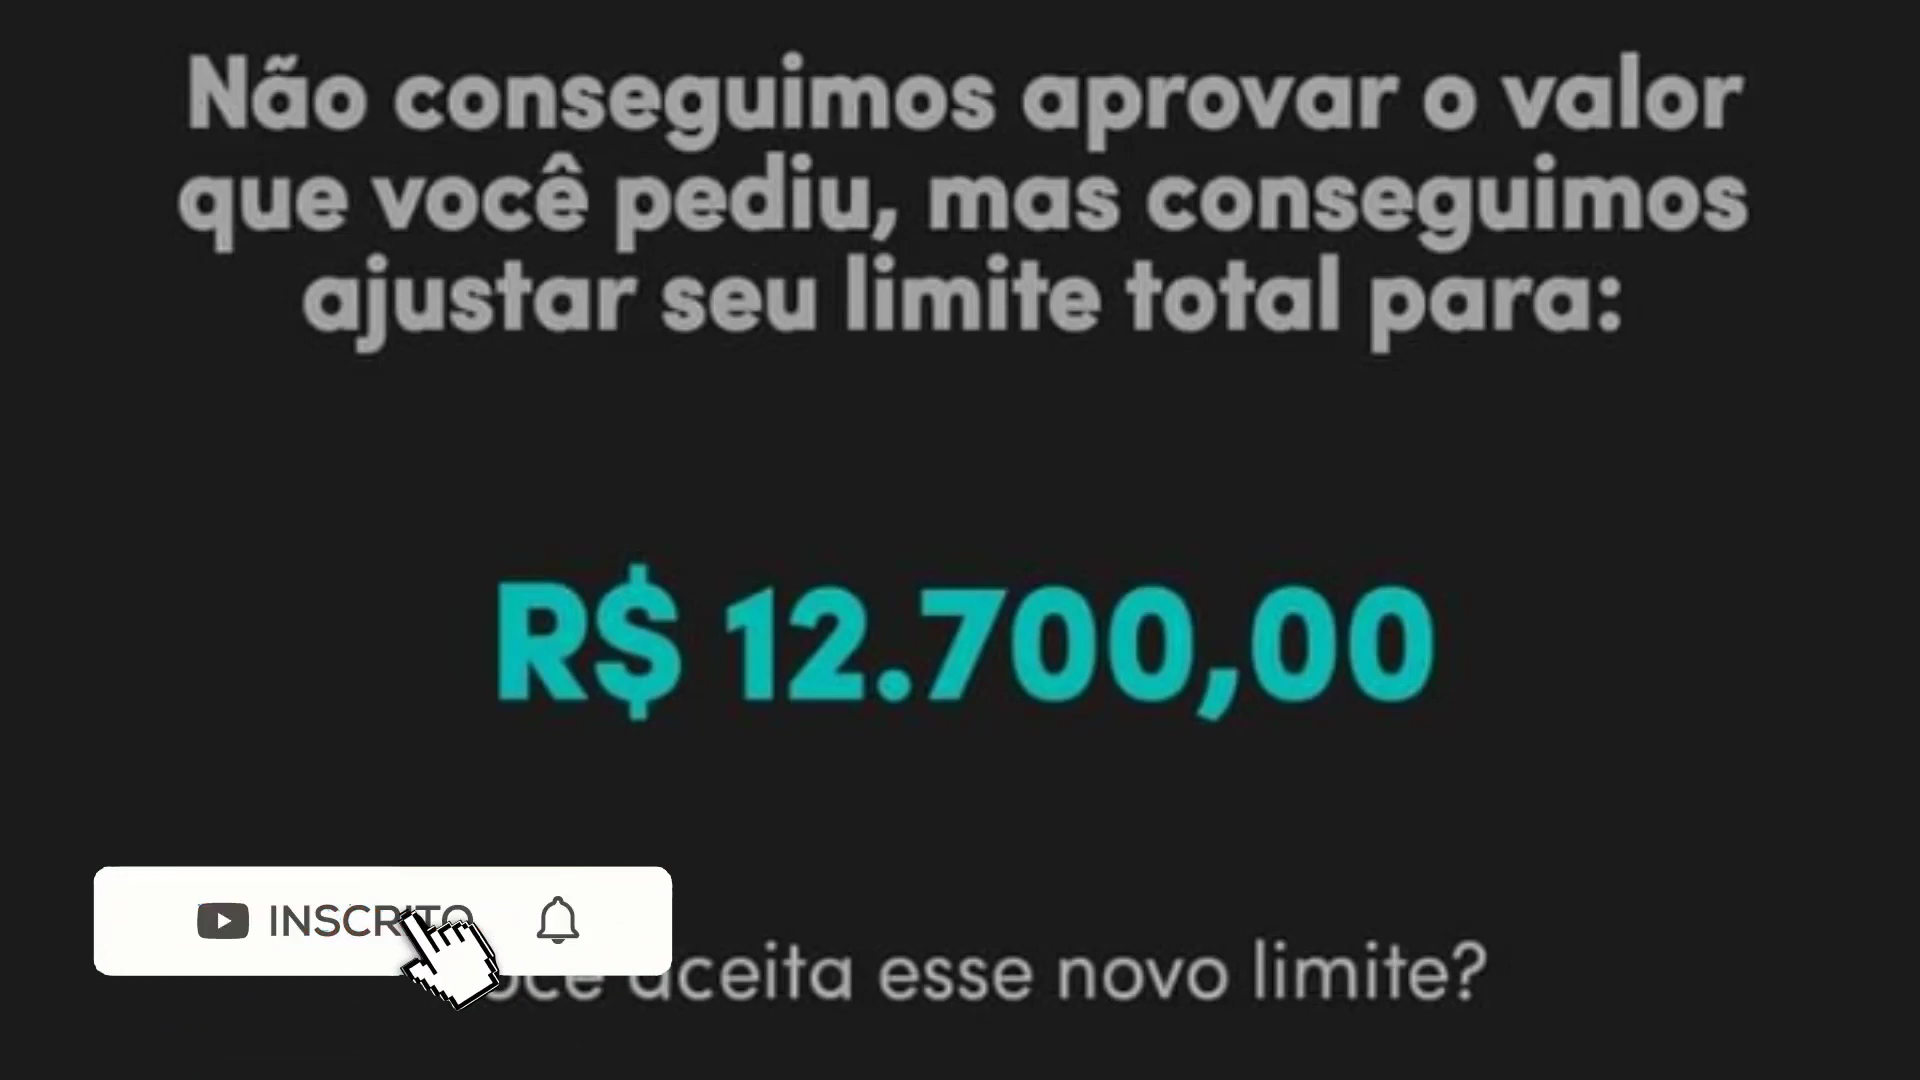 Não conseguimos aprovar o valor
que você pediu, mas conseguimos
ajustar seu limite total para:
R$ 12.700,00
INSCRITO
aceita esse novo limite?